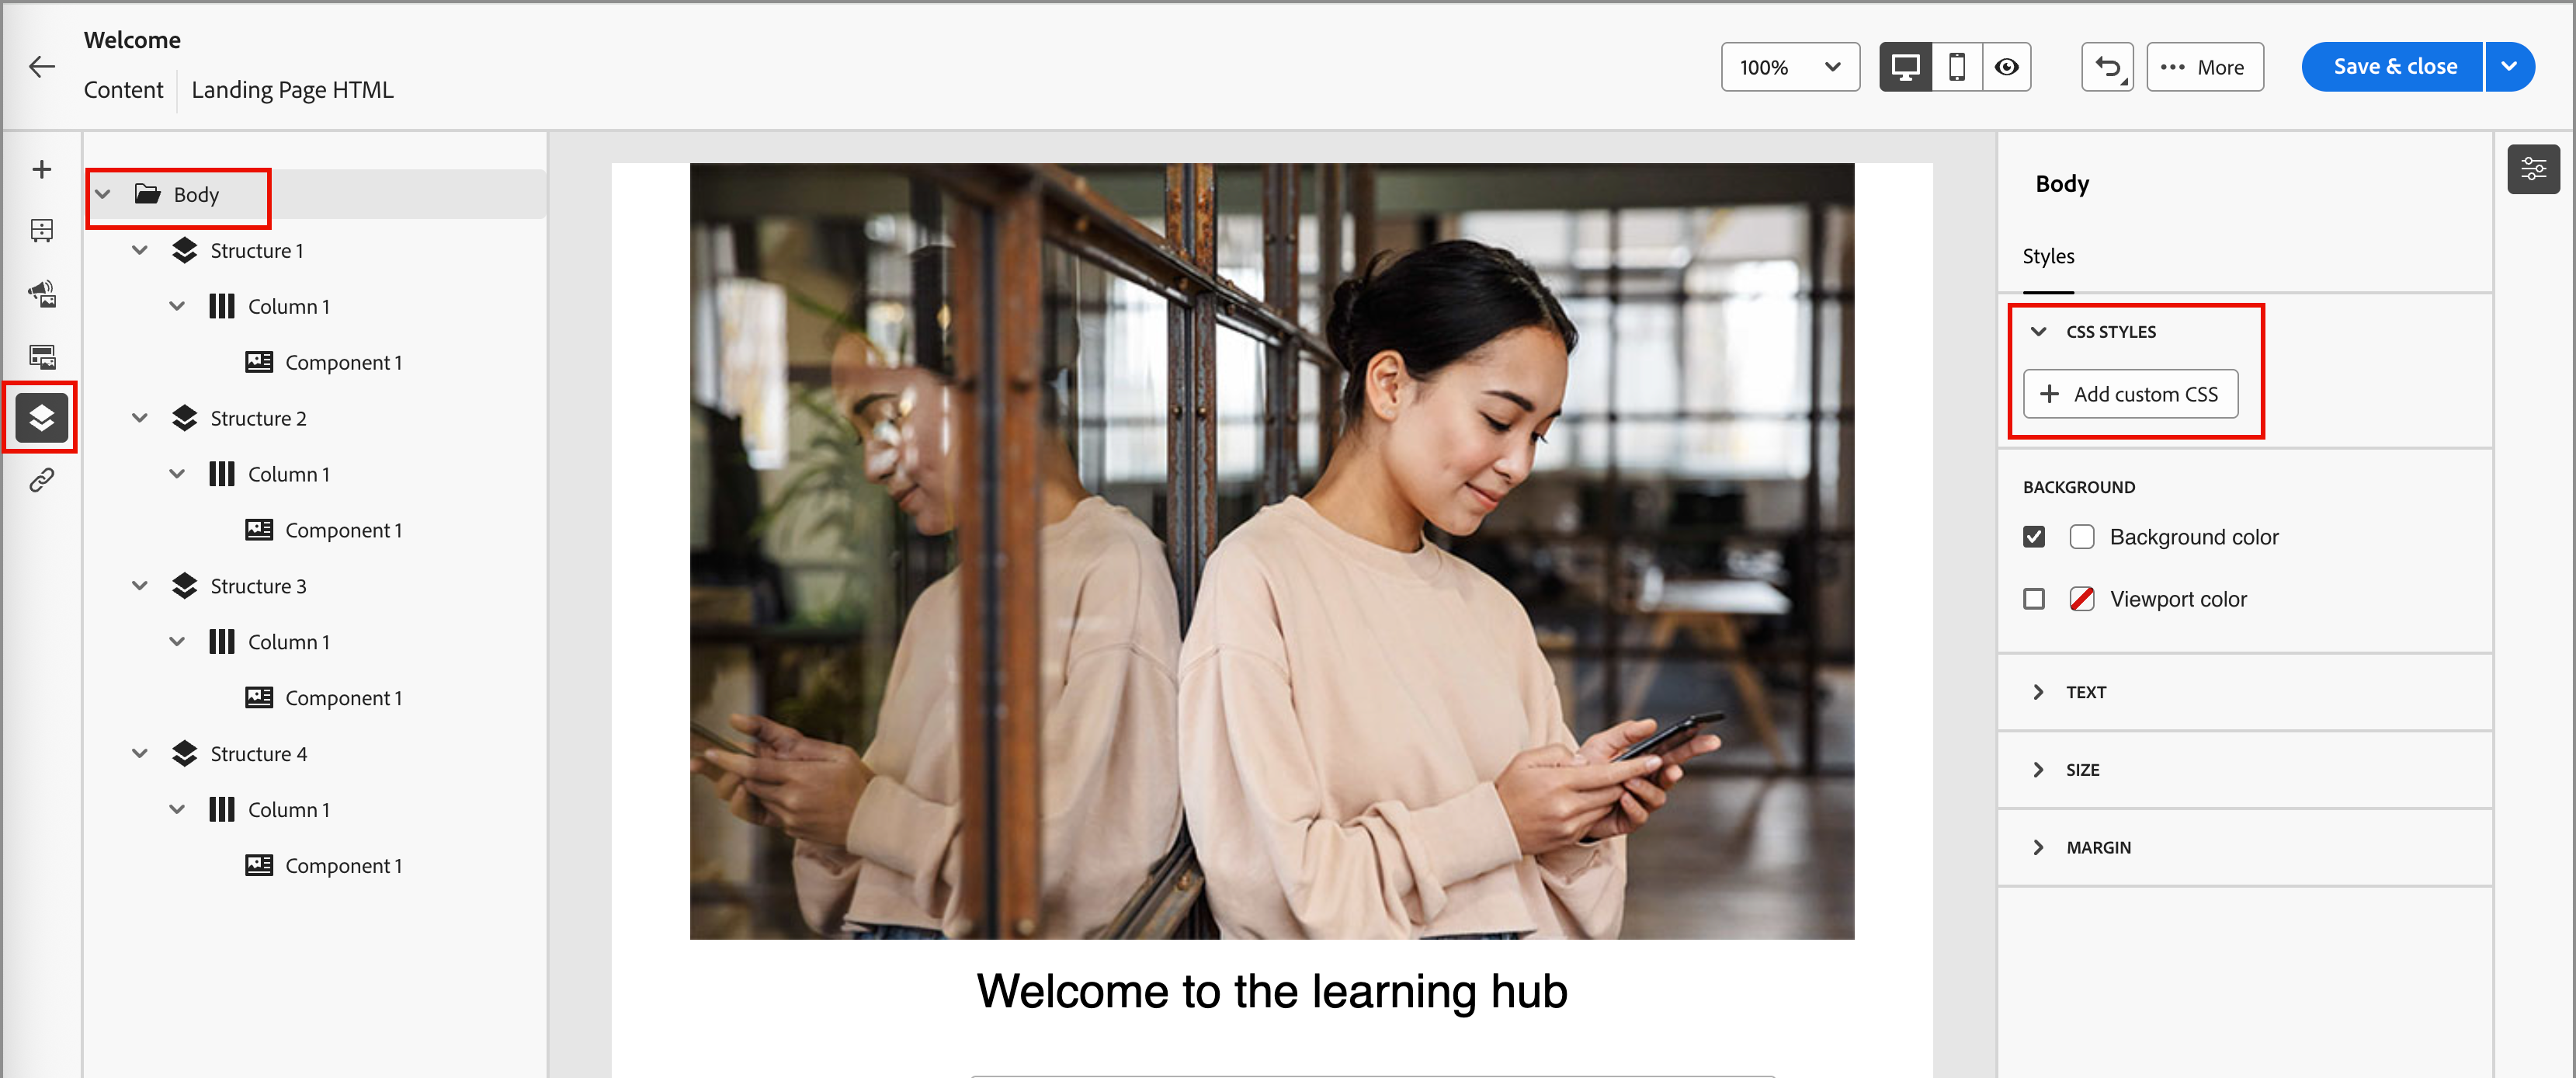 Welcome
Content
Landing Page HTML
100%
More
Save & close
Body
Structure 1
Column 1
Component 1
Structure 2
Column 1
Component 1
Structure 3
Column 1
Component 1
Structure 4
Column 1
Component 1
Welcome to the learning hub
Body
Styles
CSS STYLES
Add custom CSS
BACKGROUND
Background color
Viewport color
TEXT
SIZE
MARGIN